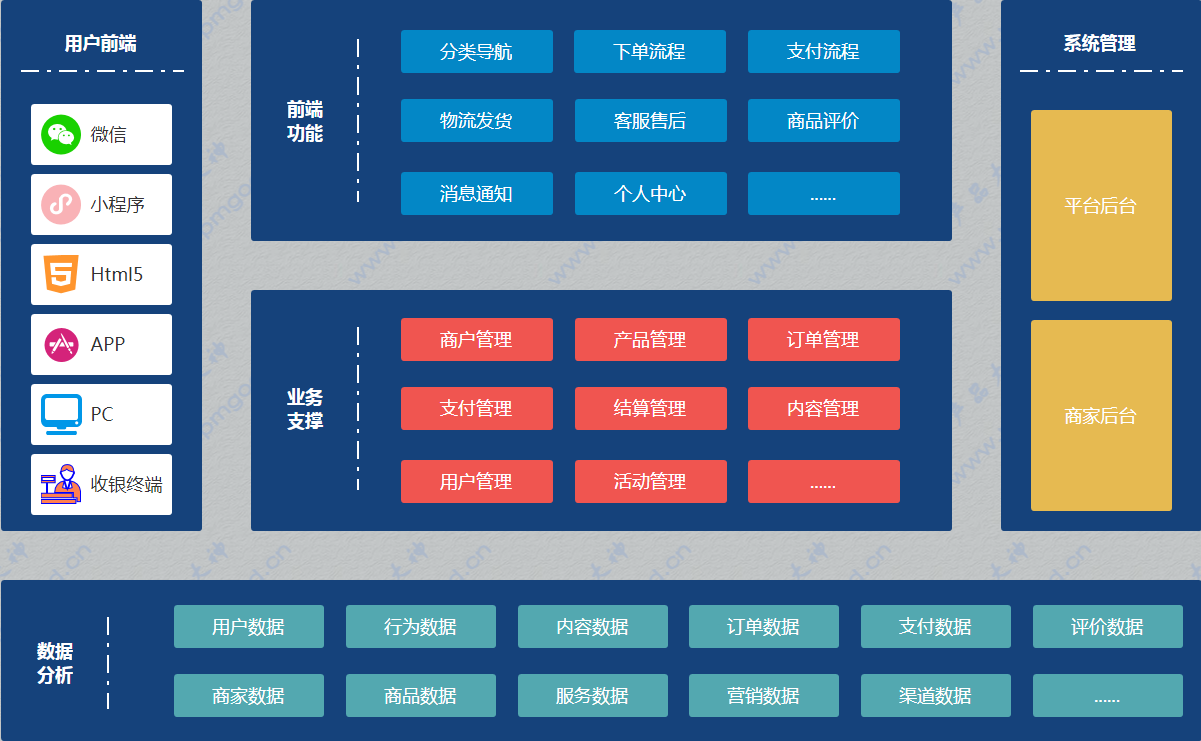 用户前端
微信
小程序
Html5
APP
PC
收银终端
前端
功能
分类导航
下单流程
支付流程
物流发货
客服售后
商品评价
消息通知
个人中心
......
业务
支撑
商户管理
产品管理
订单管理
支付管理
结算管理
内容管理
用户管理
活动管理
......
系统管理
平台后台
商家后台
数据
分析
用户数据
行为数据
内容数据
订单数据
支付数据
评价数据
商家数据
商品数据
服务数据
营销数据
渠道数据
......